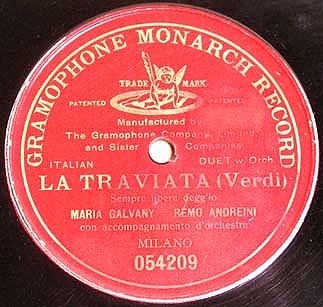 GRAMOPHONE MONARCH RECORD
TRADE MARK
PATENTED PATENTED
Manufactured by
The Gramophone Company, Limited,
and Sister Companies
ITALIAN DUET w. Orch
LA TRAVIATA (Verdi)
Sempre libera degg'io
MARIA GALVANY REMO ANDREINI
con accompagnamento d'orchestra
MILANO
054209